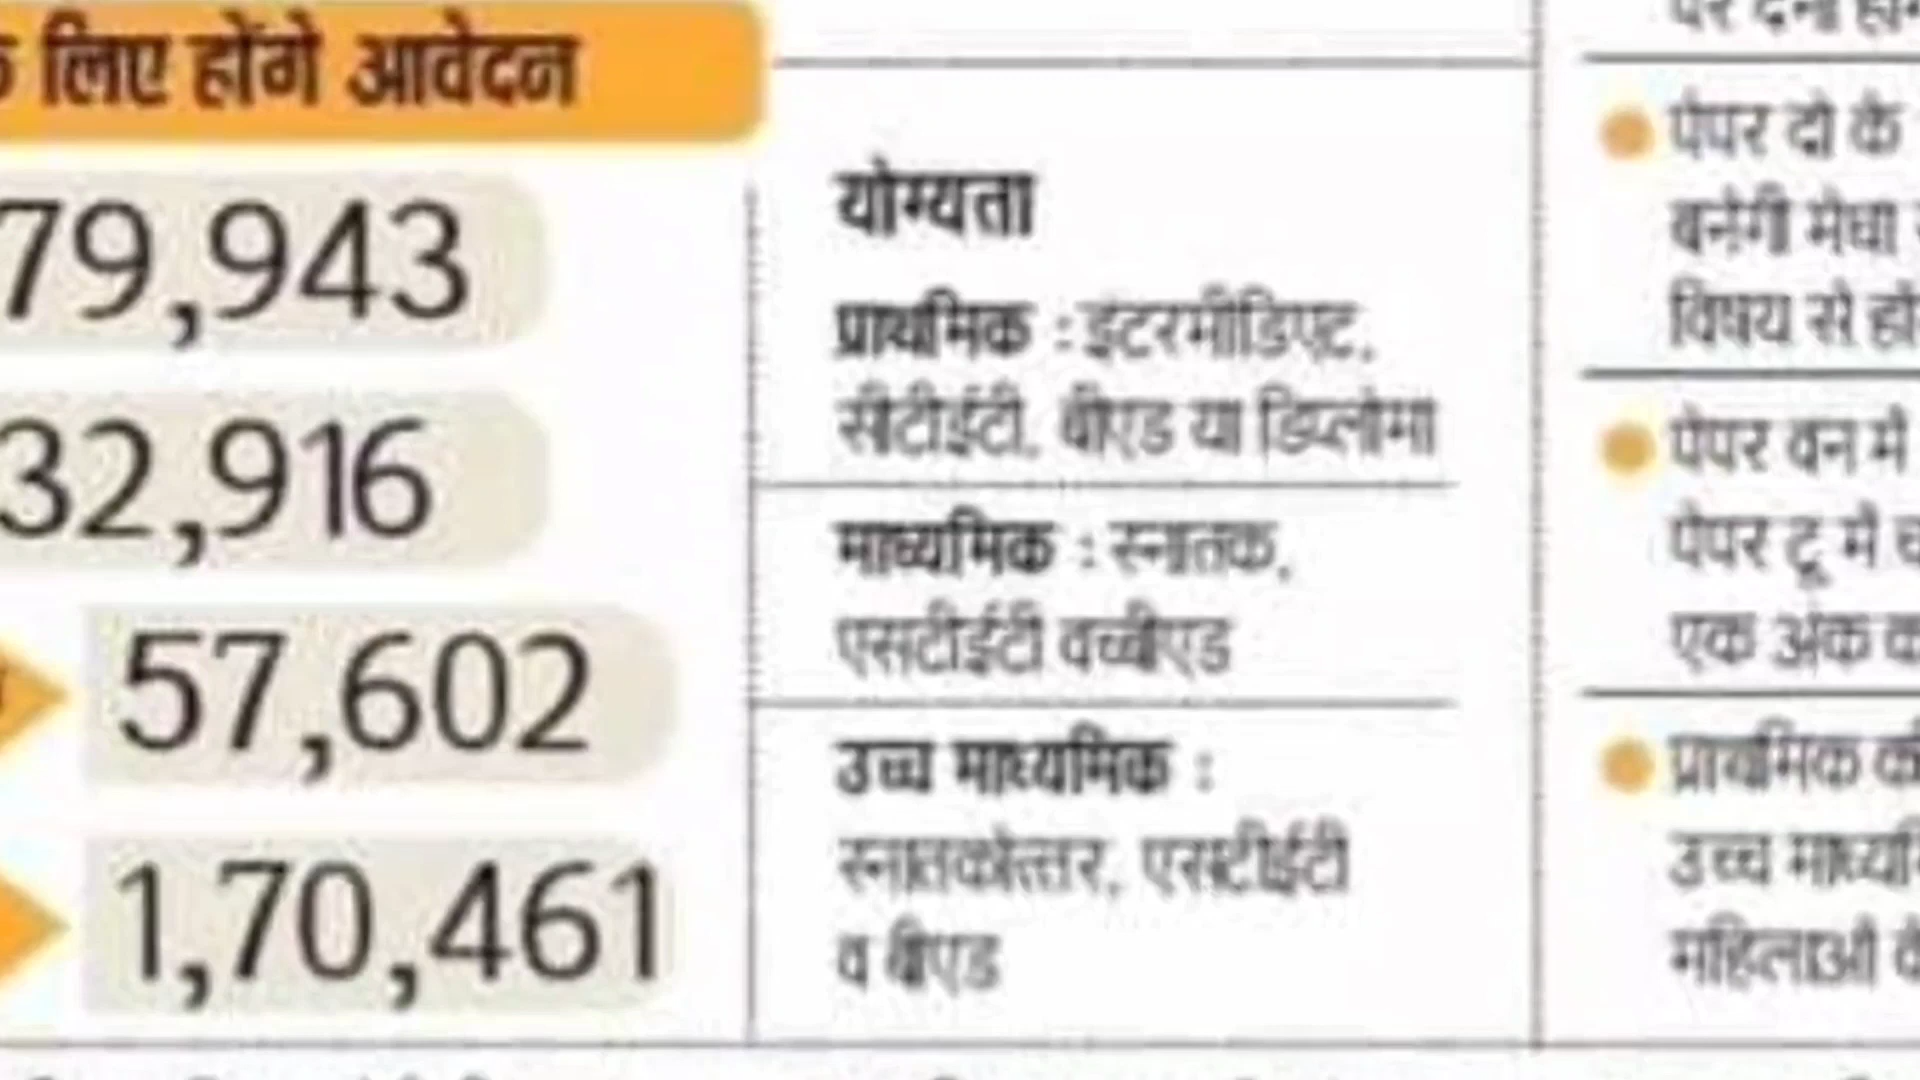 लिए होंगे आवेदन
79,943
32,916
57,602
1,70,461
योग्यता
प्राथमिक : इंटरमीडिएट,
सीटीईटी, बीएड या डिप्लोमा
माध्यमिक : स्नातक,
एसटीईटी व बीएड
उच्च माध्यमिक :
स्नातकोत्तर, एसटीईटी
व बीएड
पेपर दो के
बनेगी मेधा
विषय से
पेपर वन में
पेपर टू में
एक अंक
प्राथमिक
उच्च
महिलाओं